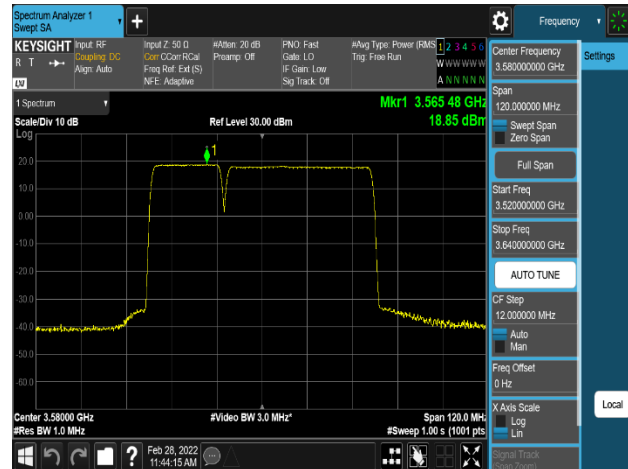 Spectrum Analyzer 1
Swept SA
Frequency
KEYSIGHT
R T
LXI
Input: RF
Coupling: DC
Align: Auto
Input Z: 50 Ω
Corr CCorr RCal
Freq Ref: Ext (S)
NFE: Adaptive
#Atten: 20 dB
Preamp: Off
PNO: Fast
Gate: LO
IF Gain: Low
Sig Track: Off
#Avg Type: Power (RMS
Trig: Free Run
1 2 3 4 5 6
W W W W W W
A N N N N N
Center Frequency
3.580000000 GHz
Settings
Span
120.000000 MHz
Swept Span
Zero Span
Full Span
Start Freq
3.520000000 GHz
Stop Freq
3.640000000 GHz
AUTO TUNE
CF Step
12.000000 MHz
Auto
Man
Freq Offset
0 Hz
X Axis Scale
Log
Lin
Local
Signal Track
(Span Zoom)
1 Spectrum
Scale/Div 10 dB
Ref Level 30.00 dBm
Mkr1 3.565 48 GHz
18.85 dBm
Log
1
20.0
10.0
0.00
-10.0
-20.0
-30.0
-40.0
-50.0
-60.0
Center 3.58000 GHz
#Video BW 3.0 MHz*
Span 120.0 MHz
#Res BW 1.0 MHz
#Sweep 1.00 s (1001 pts
Feb 28, 2022
11:44:15 AM